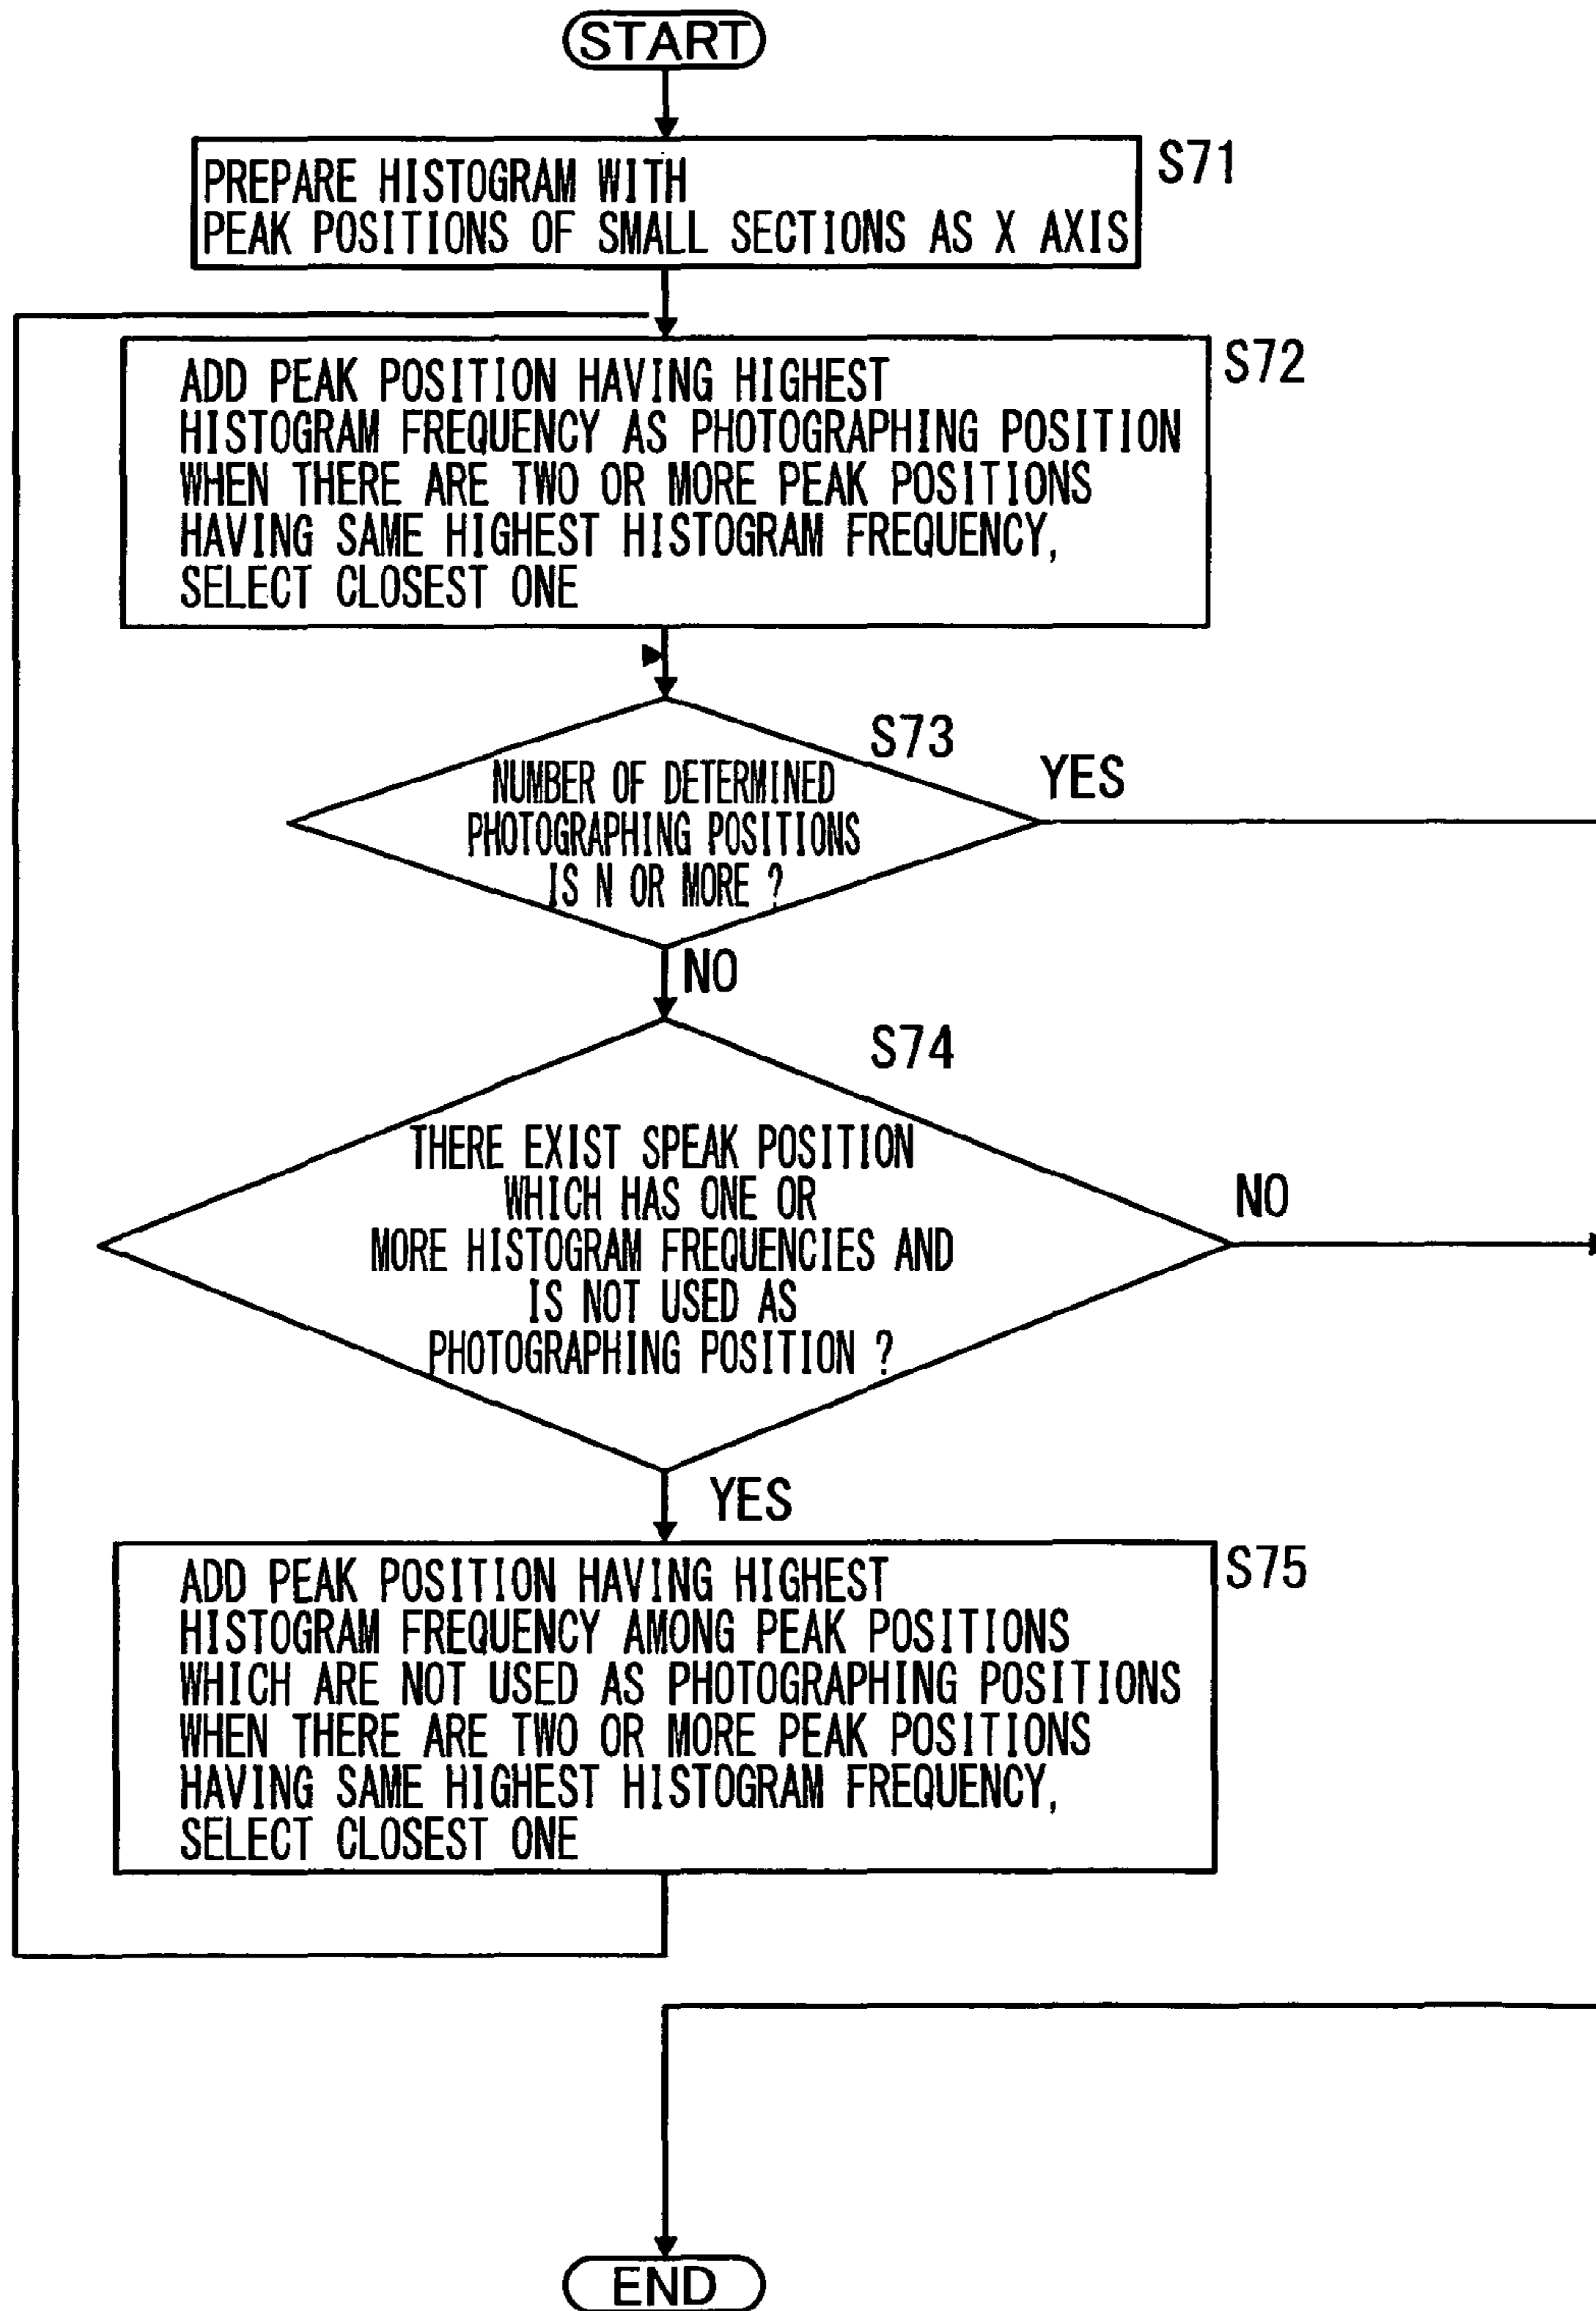 START
S71
PREPARE HISTOGRAM WITH
PEAK POSITIONS OF SMALL SECTIONS AS X AXIS
S72
ADD PEAK POSITION HAVING HIGHEST
HISTOGRAM FREQUENCY AS PHOTOGRAPHING POSITION
WHEN THERE ARE TWO OR MORE PEAK POSITIONS
HAVING SAME HIGHEST HISTOGRAM FREQUENCY,
SELECT CLOSEST ONE
S73
NUMBER OF DETERMINED
PHOTOGRAPHING POSITIONS
IS N OR MORE ?
YES
NO
S74
THERE EXIST SPEAK POSITION
WHICH HAS ONE OR
MORE HISTOGRAM FREQUENCIES AND
IS NOT USED AS
PHOTOGRAPHING POSITION ?
NO
YES
S75
ADD PEAK POSITION HAVING HIGHEST
HISTOGRAM FREQUENCY AMONG PEAK POSITIONS
WHICH ARE NOT USED AS PHOTOGRAPHING POSITIONS
WHEN THERE ARE TWO OR MORE PEAK POSITIONS
HAVING SAME HIGHEST HISTOGRAM FREQUENCY,
SELECT CLOSEST ONE
END